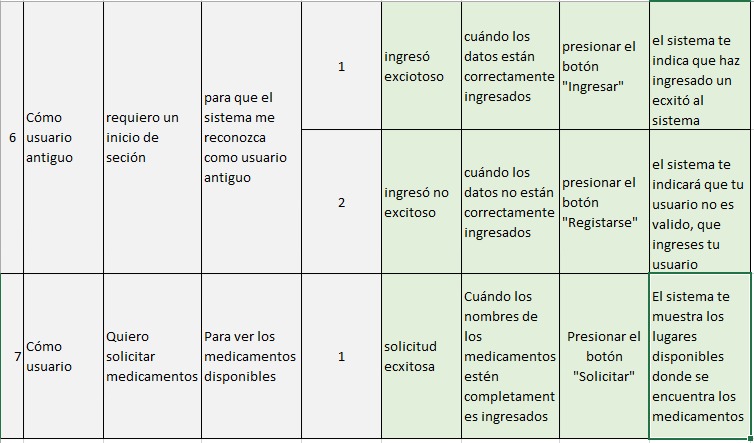 6
Cómo
usuario
antiguo
requiero un
inicio de
seción
para que el
sistema me
reconozca
como usuario
antiguo
1
ingresó
exciotoso
cuándo los
datos están
correctamente
ingresados
presionar el
botón
"Ingresar"
el sistema te
indica que haz
ingresado un
ecxitó al
sistema
2
ingresó no
excitoso
cuándo los
datos no están
correctamente
ingresados
presionar el
botón
"Registarse"
el sistema te
indicará que tu
usuario no es
valido, que
ingreses tu
usuario
7
Cómo
usuario
Quiero
solicitar
medicamentos
Para ver los
medicamentos
disponibles
1
solicitud
ecxitosa
Cuándo los
nombres de
los
medicamentos
estén
completament
es ingresados
Presionar el
botón
"Solicitar"
El sistema te
muestra los
lugares
disponibles
donde se
encuentra los
medicamentos